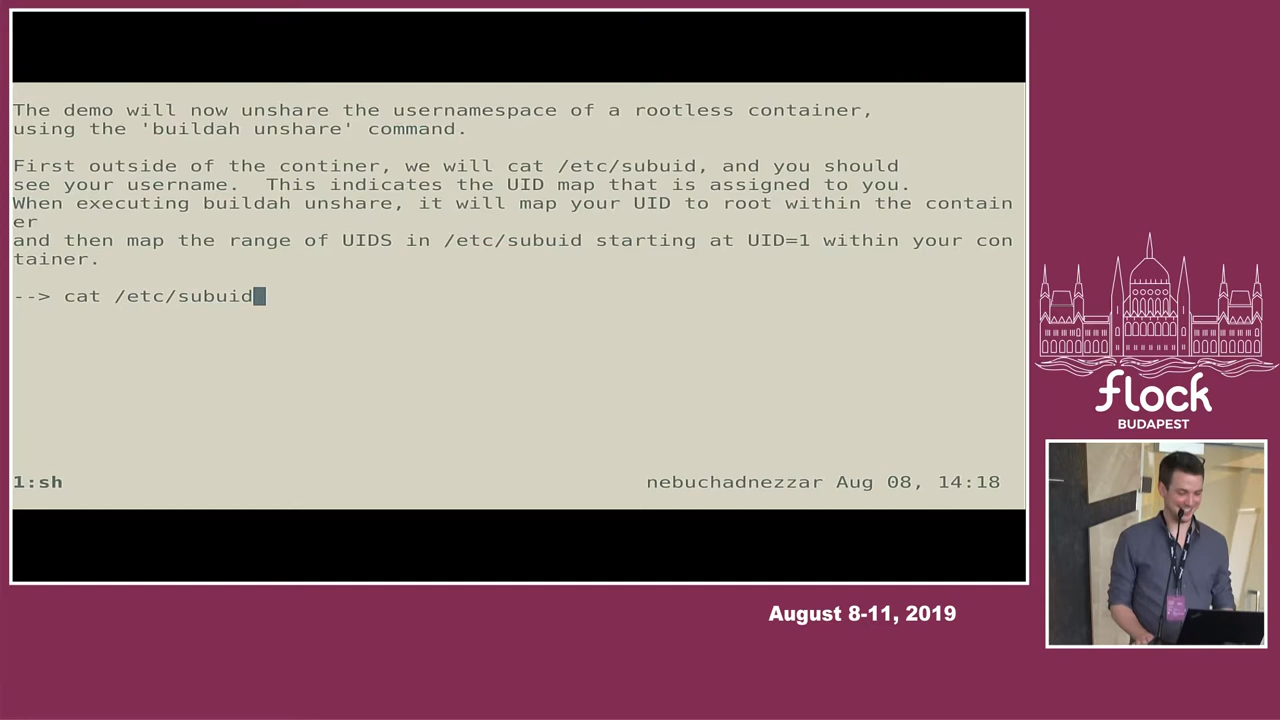 The demo will now unshare the usernamespace of a rootless container,
using the 'buildah unshare' command.
First outside of the continer, we will cat /etc/subuid, and you should
see your username.  This indicates the UID map that is assigned to you.
When executing buildah unshare, it will map your UID to root within the contain
er
and then map the range of UIDS in /etc/subuid starting at UID=1 within your con
tainer.
--> cat /etc/subuid
1:sh
nebuchadnezzar Aug 08, 14:18
flock
BUDAPEST
August 8-11, 2019